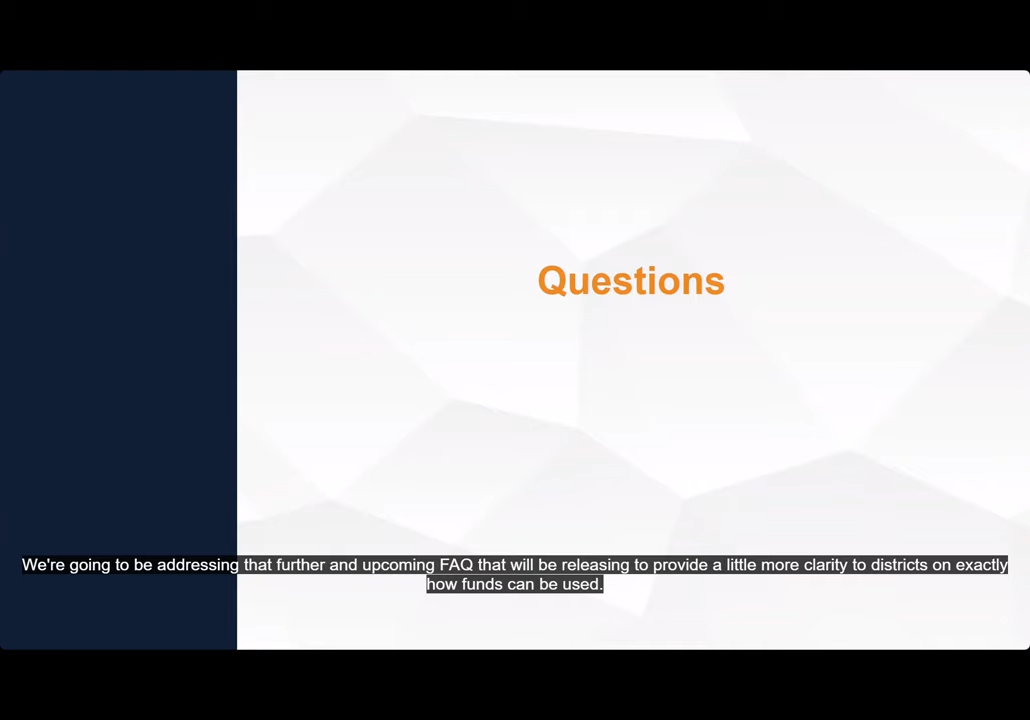 Questions
We're going to be addressing that further and upcoming FAQ that will be releasing to provide a little more clarity to districts on exactly
how funds can be used.